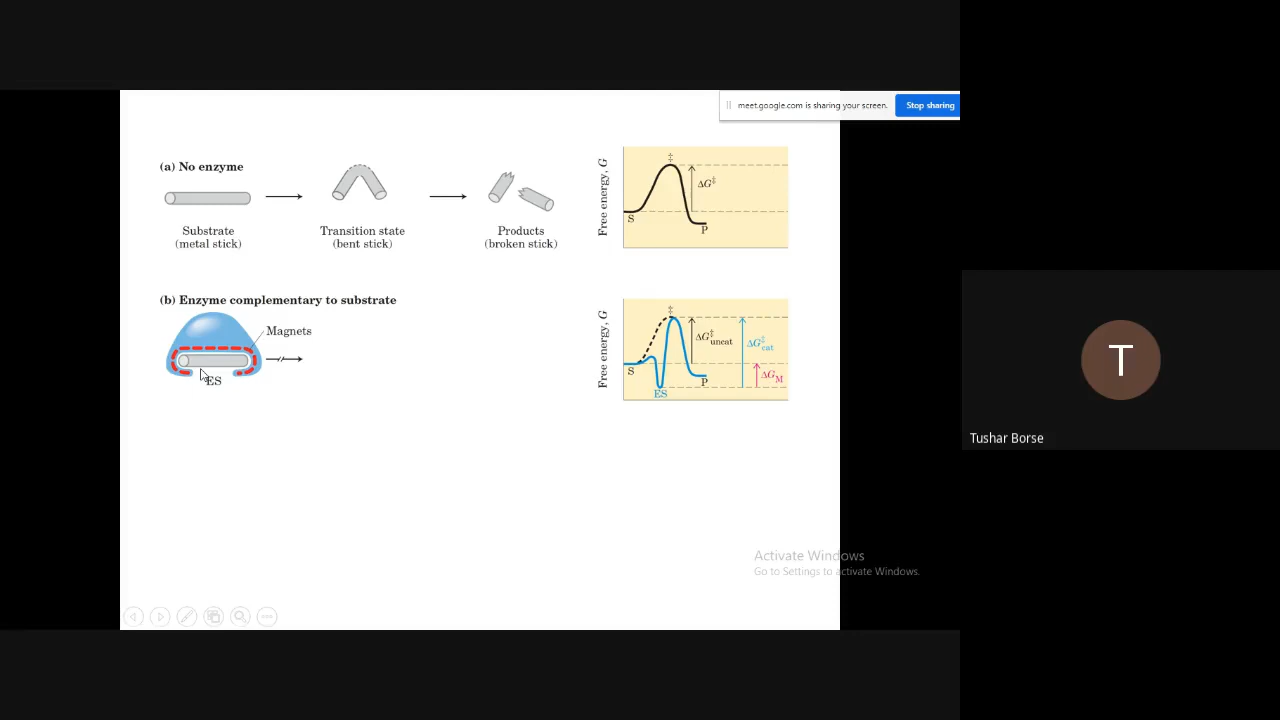 meet.google.com is sharing your screen.
Stop sharing
(a) No enzyme
Substrate
(metal stick)
Transition state
(bent stick)
Products
(broken stick)
Free energy, G
‡
ΔG‡
S
P
(b) Enzyme complementary to substrate
Magnets
ES
Free energy, G
‡
ΔG‡uncat
ΔG‡cat
ΔGM
S
P
ES
T
Tushar Borse
Activate Windows
Go to Settings to activate Windows.